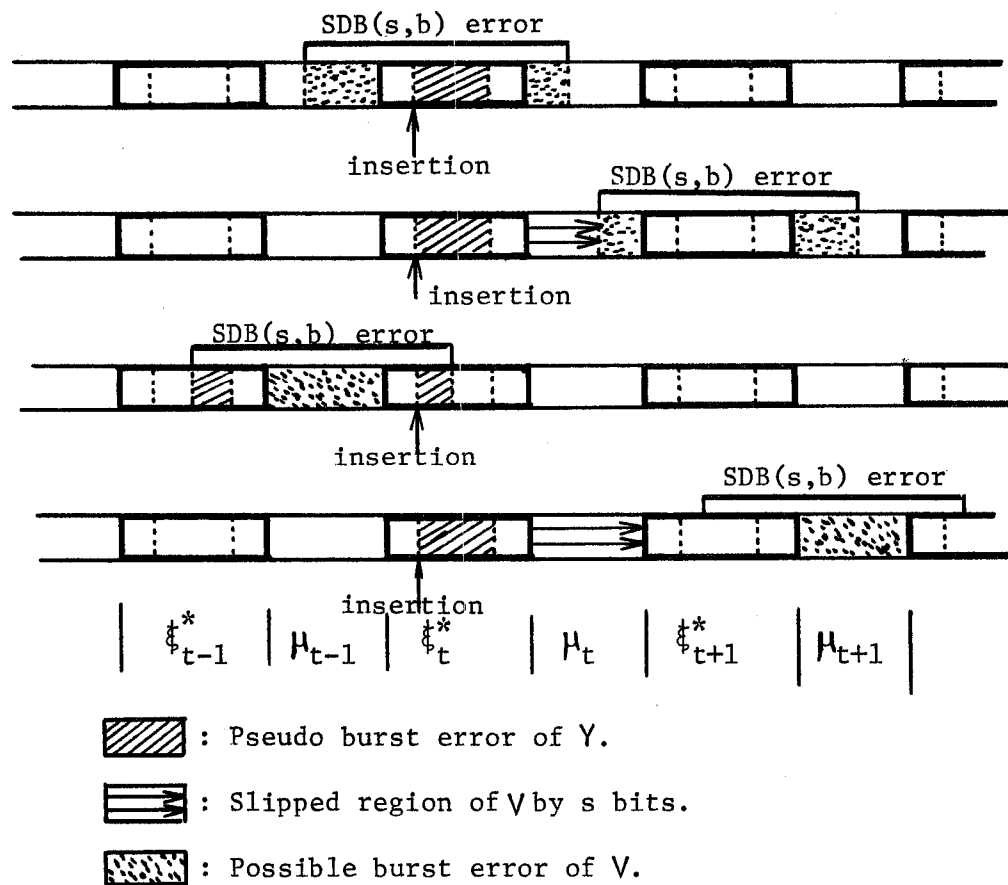 SDB(s,b) error
insertion
SDB(s,b) error
insertion
SDB(s,b) error
insertion
SDB(s,b) error
insertion
ξ*t-1 μt-1 ξ*t μt ξ*t+1 μt+1
: Pseudo burst error of Y.
: Slipped region of V by s bits.
: Possible burst error of V.